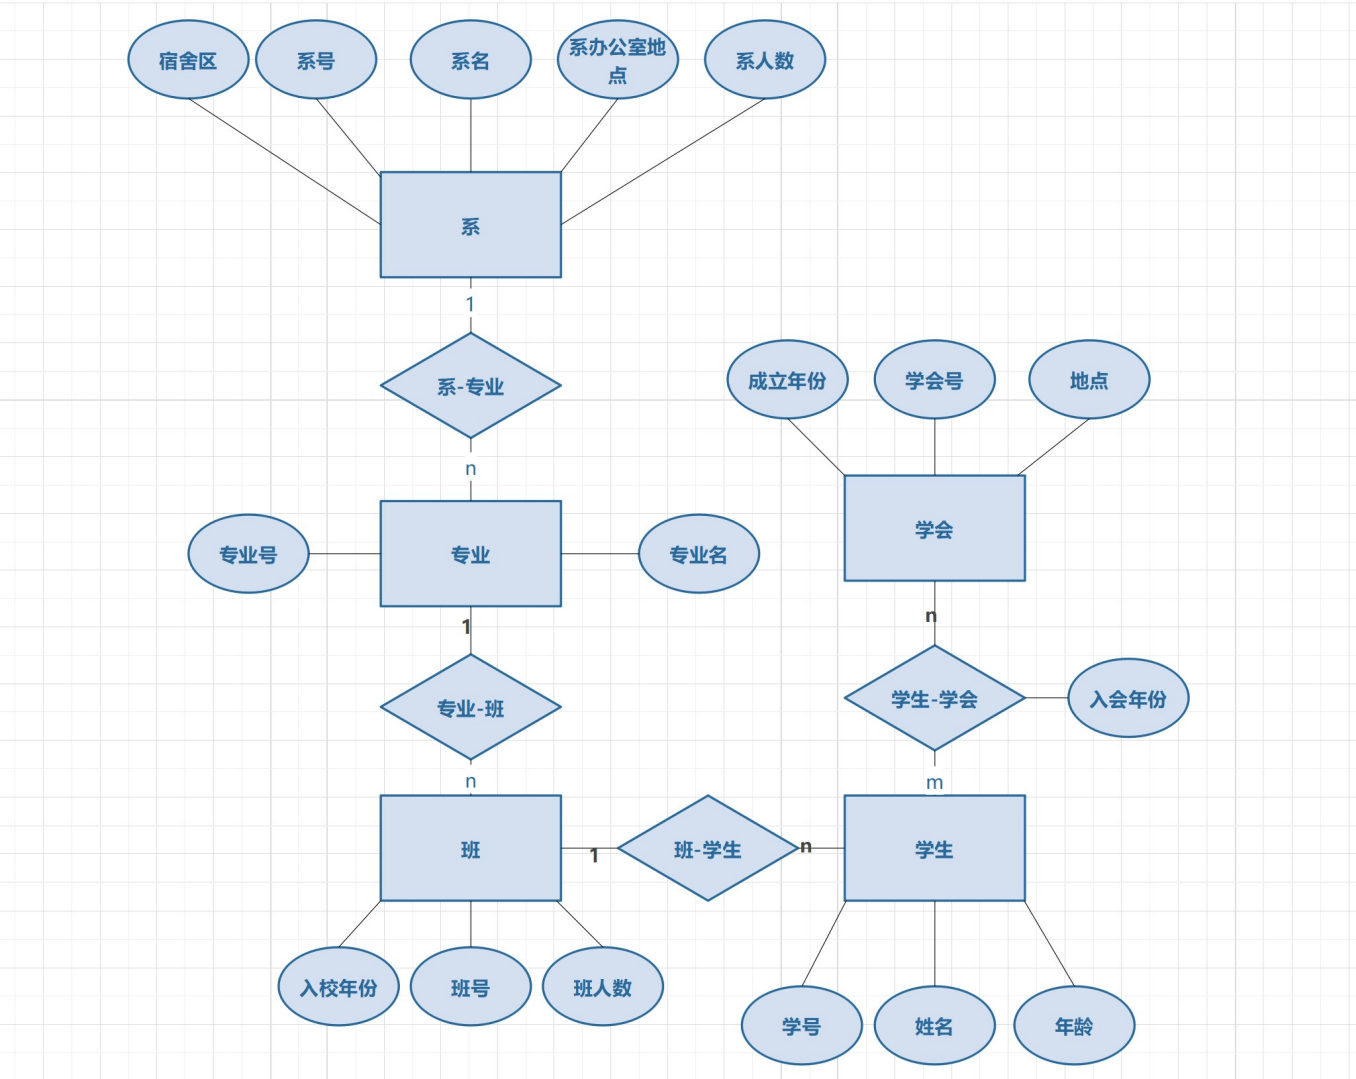 宿舍区
系号
系名
系办公室地
点
系人数
系
1
系-专业
n
成立年份
学会号
地点
专业号
专业
专业名
学会
1
n
专业-班
学生-学会
入会年份
n
m
班
1
班-学生
n
学生
入校年份
班号
班人数
学号
姓名
年龄